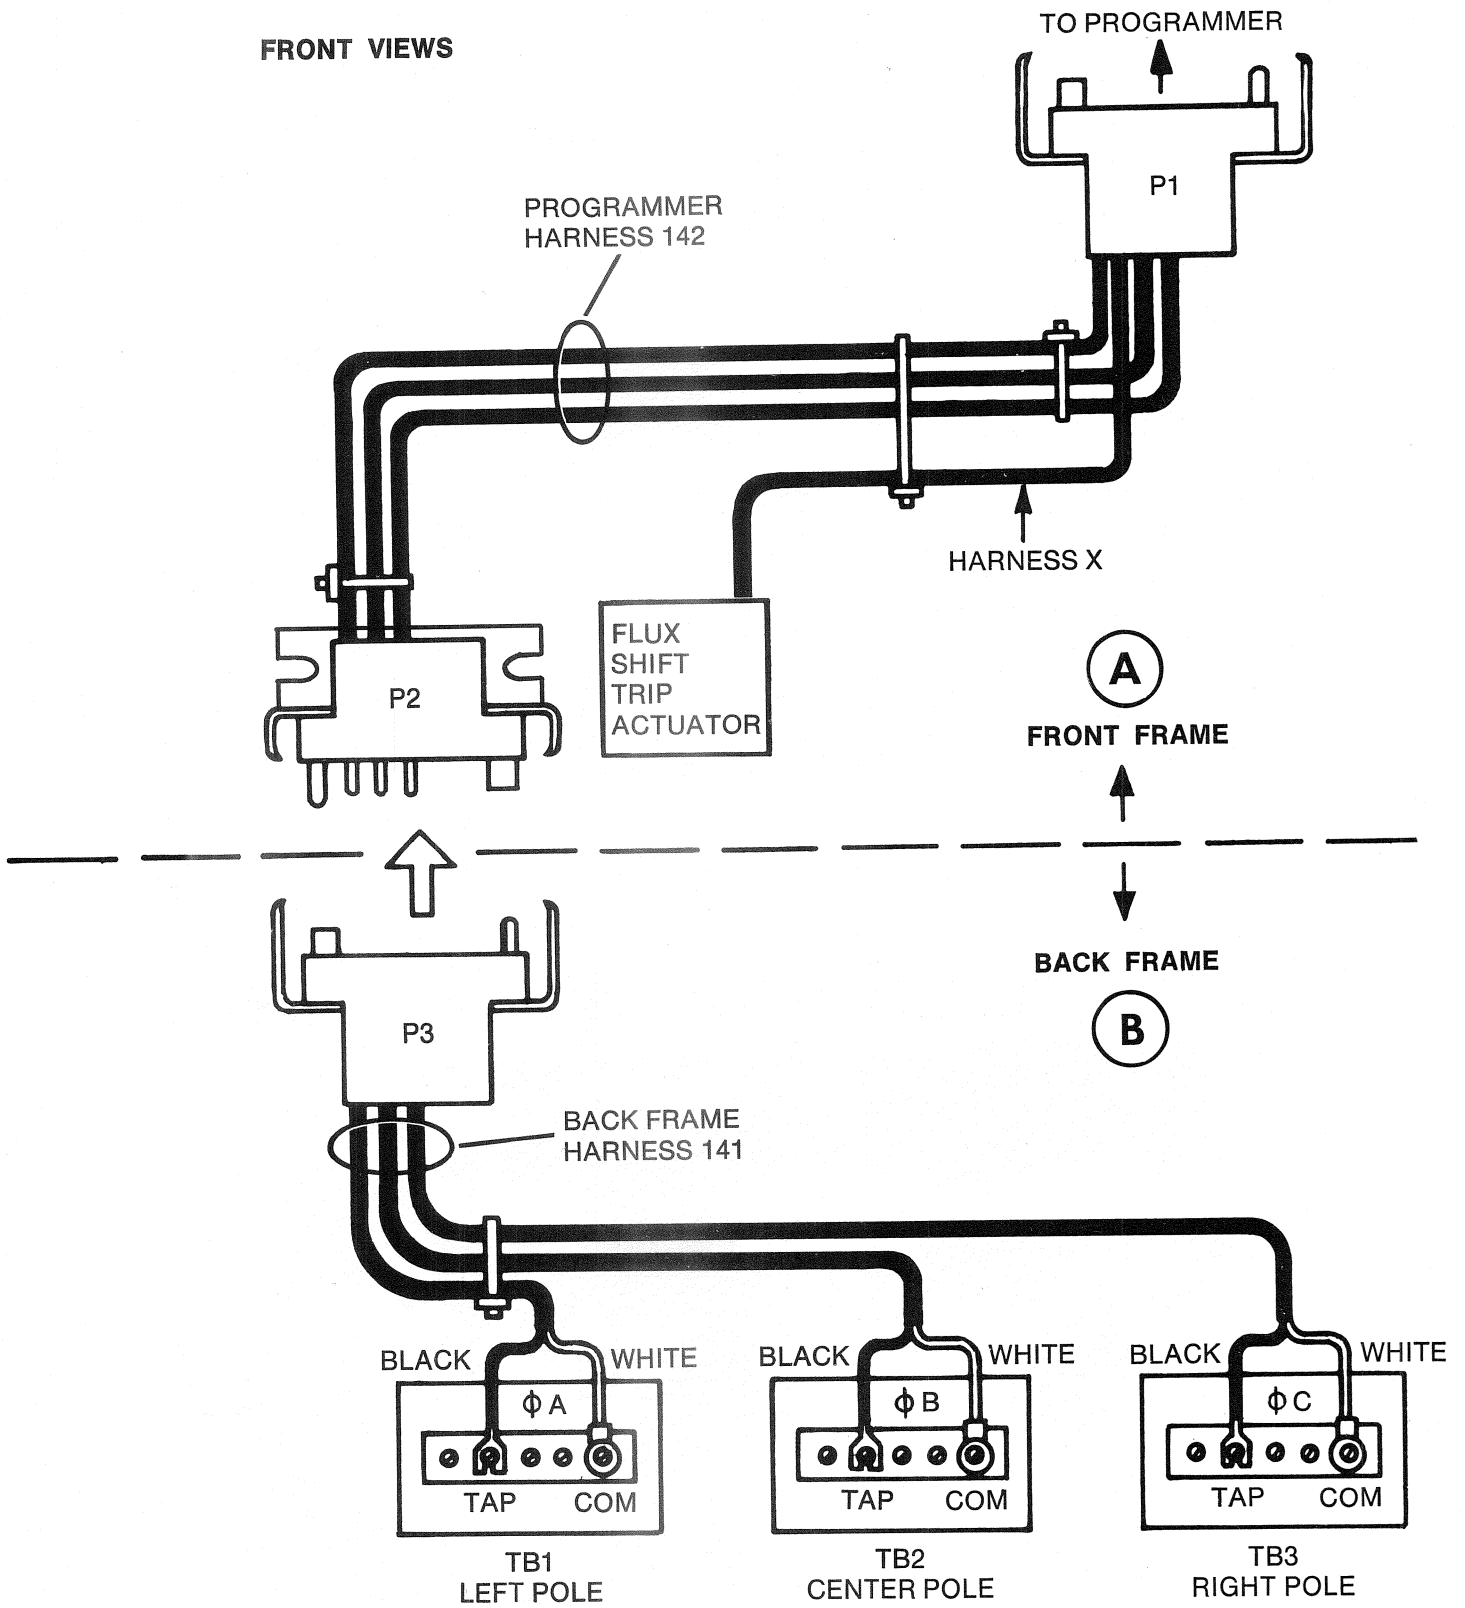 TO PROGRAMMER
FRONT VIEWS
P1
PROGRAMMER
HARNESS 142
HARNESS X
FLUX
SHIFT
TRIP
ACTUATOR
P2
A
FRONT FRAME
BACK FRAME
B
P3
BACK FRAME
HARNESS 141
BLACK WHITE BLACK WHITE BLACK WHITE
ϕ A ϕ B ϕ C
TAP COM TAP COM TAP COM
TB1 TB2 TB3
LEFT POLE CENTER POLE RIGHT POLE